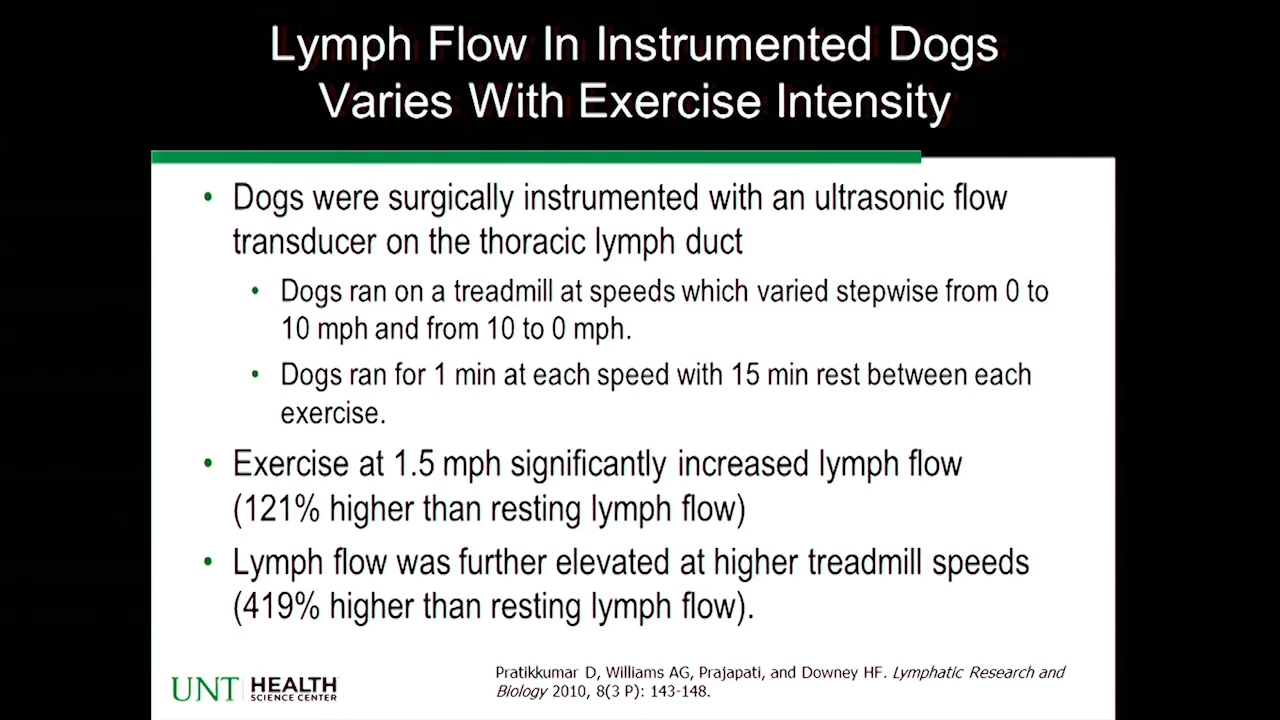 Lymph Flow In Instrumented Dogs
Varies With Exercise Intensity
• Dogs were surgically instrumented with an ultrasonic flow
transducer on the thoracic lymph duct
• Dogs ran on a treadmill at speeds which varied stepwise from 0 to
10 mph and from 10 to 0 mph.
• Dogs ran for 1 min at each speed with 15 min rest between each
exercise.
• Exercise at 1.5 mph significantly increased lymph flow
(121% higher than resting lymph flow)
• Lymph flow was further elevated at higher treadmill speeds
(419% higher than resting lymph flow).
Pratikkumar D, Williams AG, Prajapati, and Downey HF. Lymphatic Research and
Biology 2010, 8(3 P): 143-148.
UNT HEALTH
SCIENCE CENTER